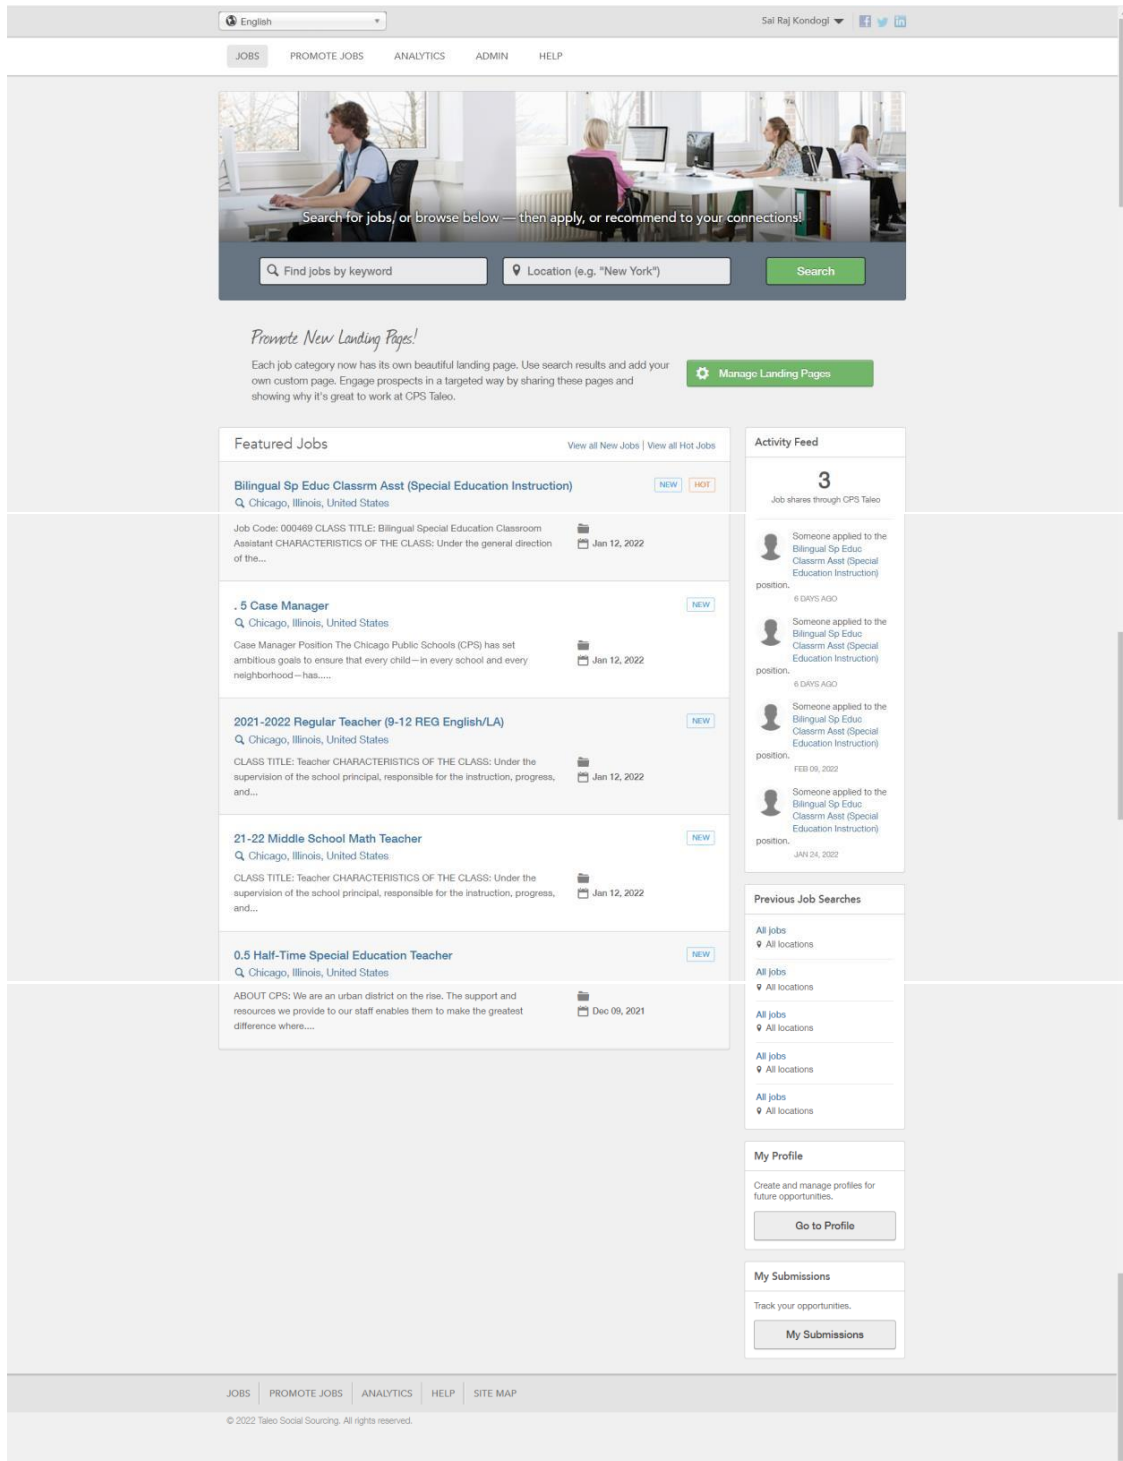 English
Sai Raj Kondogi
JOBS PROMOTE JOBS ANALYTICS ADMIN HELP
Search for jobs, or browse below — then apply, or recommend to your connections!
Find jobs by keyword
Location (e.g. "New York")
Search
Promote New Landing Pages!
Each job category now has its own beautiful landing page. Use search results and add your
own custom page. Engage prospects in a targeted way by sharing these pages and
showing why it's great to work at CPS Taleo.
Manage Landing Pages
Featured Jobs
View all New Jobs | View all Hot Jobs
Bilingual Sp Educ Classrm Asst (Special Education Instruction)
NEW HOT
Chicago, Illinois, United States
Job Code: 000469 CLASS TITLE: Bilingual Special Education Classroom
Assistant CHARACTERISTICS OF THE CLASS: Under the general direction
of the...
Jan 12, 2022
. 5 Case Manager
NEW
Chicago, Illinois, United States
Case Manager Position The Chicago Public Schools (CPS) has set
ambitious goals to ensure that every child—in every school and every
neighborhood—has.....
Jan 12, 2022
2021-2022 Regular Teacher (9-12 REG English/LA)
NEW
Chicago, Illinois, United States
CLASS TITLE: Teacher CHARACTERISTICS OF THE CLASS: Under the
supervision of the school principal, responsible for the instruction, progress,
and...
Jan 12, 2022
21-22 Middle School Math Teacher
NEW
Chicago, Illinois, United States
CLASS TITLE: Teacher CHARACTERISTICS OF THE CLASS: Under the
supervision of the school principal, responsible for the instruction, progress,
and...
Jan 12, 2022
0.5 Half-Time Special Education Teacher
NEW
Chicago, Illinois, United States
ABOUT CPS: We are an urban district on the rise. The support and
resources we provide to our staff enables them to make the greatest
difference where....
Dec 09, 2021
Activity Feed
3
Job shares through CPS Taleo
Someone applied to the
Bilingual Sp Educ
Classrm Asst (Special
Education Instruction)
position.
6 DAYS AGO
Someone applied to the
Bilingual Sp Educ
Classrm Asst (Special
Education Instruction)
position.
6 DAYS AGO
Someone applied to the
Bilingual Sp Educ
Classrm Asst (Special
Education Instruction)
position.
FEB 09, 2022
Someone applied to the
Bilingual Sp Educ
Classrm Asst (Special
Education Instruction)
position.
JAN 24, 2022
Previous Job Searches
All jobs
All locations
All jobs
All locations
All jobs
All locations
All jobs
All locations
All jobs
All locations
My Profile
Create and manage profiles for
future opportunities.
Go to Profile
My Submissions
Track your opportunities.
My Submissions
JOBS PROMOTE JOBS ANALYTICS HELP SITE MAP
© 2022 Taleo Social Sourcing. All rights reserved.